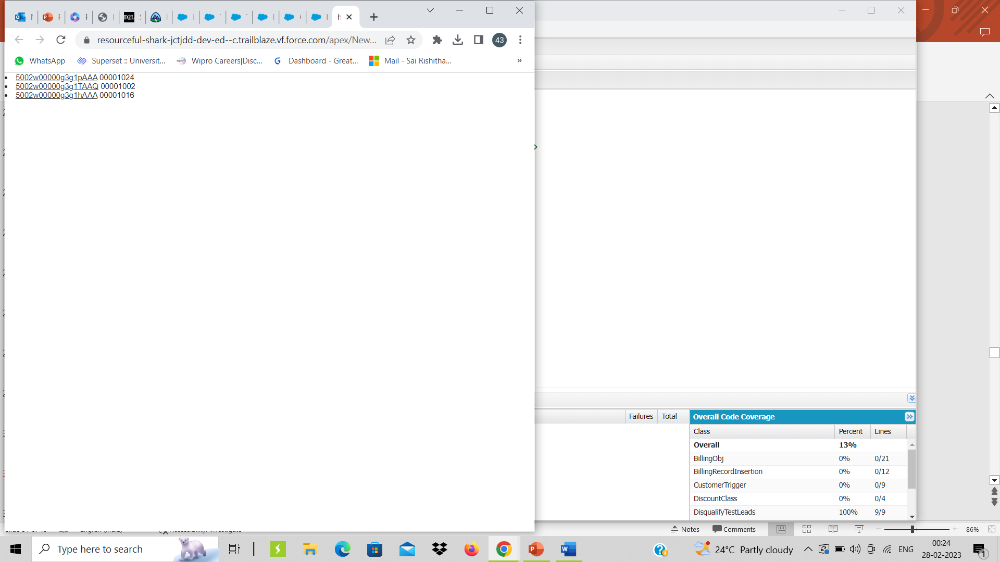 h
resourceful-shark-jctjdd-dev-ed--c.trailblaze.vf.force.com/apex/New...
43
WhatsApp
Superset :: Universit...
Wipro Careers|Disc...
Dashboard - Great...
Mail - Sai Rishitha...
»
5002w00000g3g1pAAA 00001024
5002w00000g3g1TAAQ 00001002
5002w00000g3g1hAAA 00001016
Failures
Total
Overall Code Coverage
Class Percent Lines
Overall 13%
BillingObj 0% 0/21
BillingRecordInsertion 0% 0/12
CustomerTrigger 0% 0/9
DiscountClass 0% 0/4
DisqualifyTestLeads 100% 9/9
Notes
Comments
86%
Type here to search
24°C Partly cloudy
ENG
00:24
28-02-2023
1